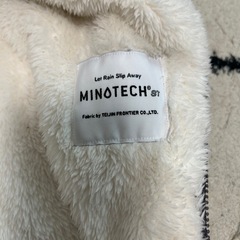 Let Rain Slip Away
MINOTECH®
Fabric by TEIJIN FRONTIER CO.,LTD.